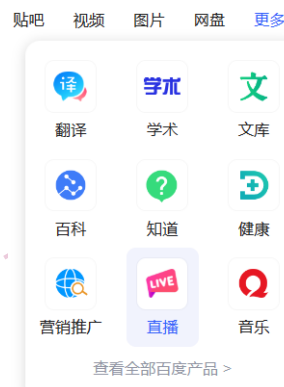 贴吧 视频 图片 网盘 更多
译 学术 文
翻译 学术 文库
百科 知道 健康
LIVE
营销推广 直播 音乐
查看全部百度产品 >